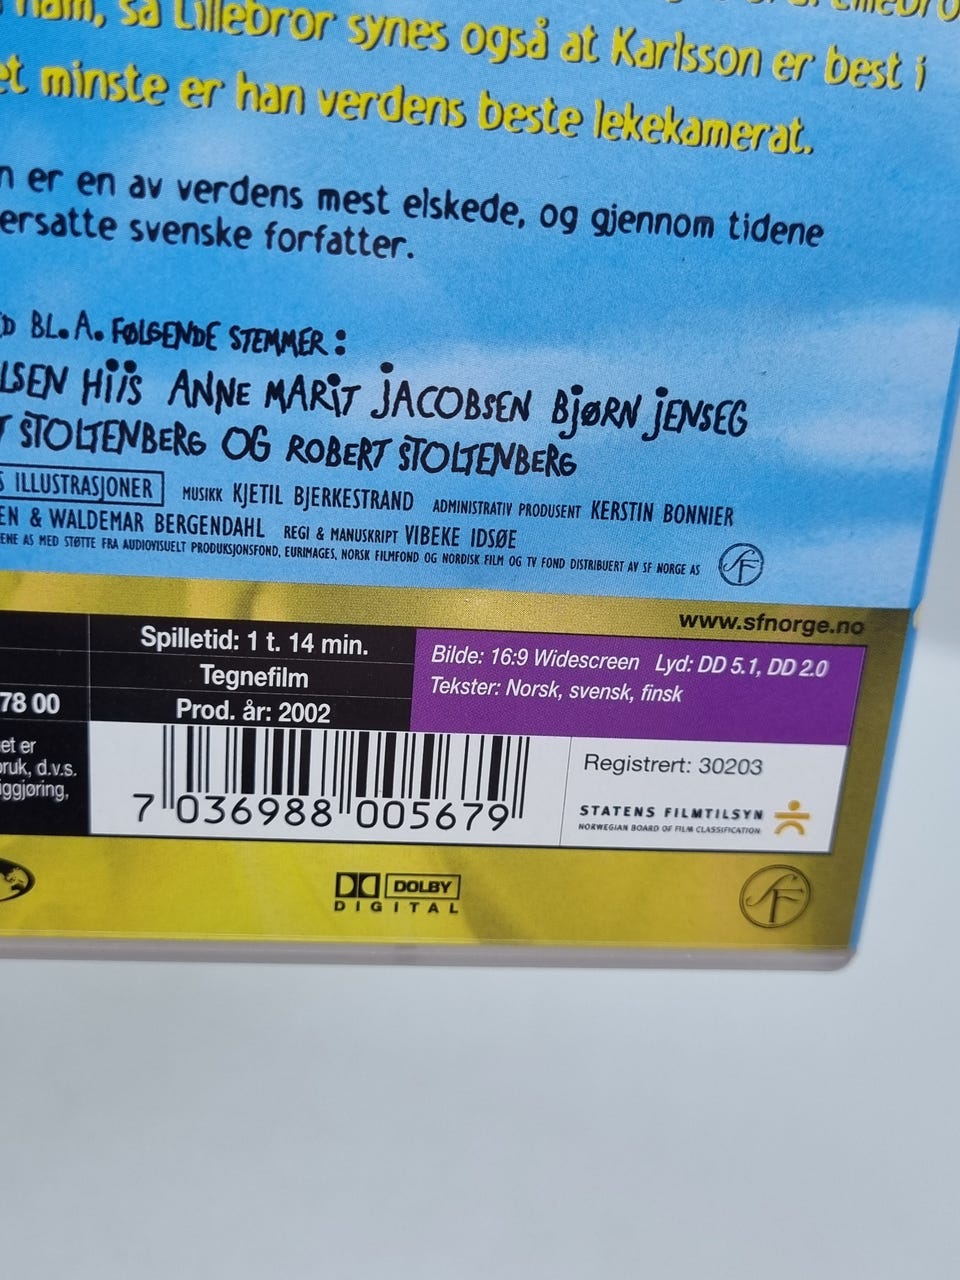 så Lillebror synes også at Karlsson er best i
minste er han verdens beste lekekamerat.
er en av verdens mest elskede, og gjennom tidene
ersatte svenske forfatter.
BL.A. FØLGENDE STEMMER:
LSEN HIIS ANNE MARIT JACOBSEN BJØRN JENSEG
STOLTENBERG OG ROBERT STOLTENBERG
ILLUSTRASJONER MUSIKK KJETIL BJERKESTRAND ADMINISTRATIV PRODUSENT KERSTIN BONNIER
EN & WALDEMAR BERGENDAHL REGI & MANUSKRIPT VIBEKE IDSØE
ENE AS MED STØTTE FRA AUDIOVISUELT PRODUKSJONSFOND, EURIMAGES, NORSK FILMFOND OG NORDISK FILM OG TV FOND DISTRIBUERT AV SF NORGE AS SF
www.sfnorge.no
Spilletid: 1 t. 14 min.
Tegnefilm
Prod. år: 2002
78 00
et er
bruk, d.v.s.
iggjøring,
Bilde: 16:9 Widescreen Lyd: DD 5.1, DD 2.0
Tekster: Norsk, svensk, finsk
7 036988 005679
Registrert: 30203
STATENS FILMTILSYN
NORWEGIAN BOARD OF FILM CLASSIFICATION
DOLBY
DIGITAL
SF